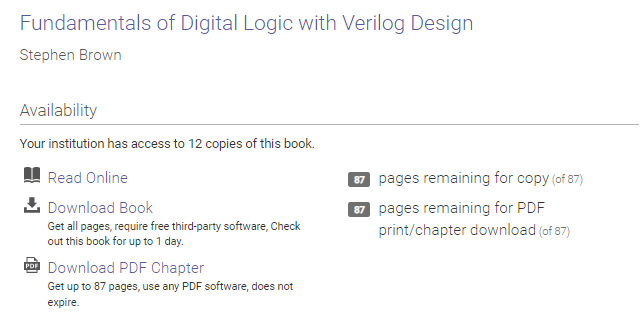 Fundamentals of Digital Logic with Verilog Design
Stephen Brown
Availability
Your institution has access to 12 copies of this book.
Read Online
Download Book
Get all pages, require free third-party software, Check
out this book for up to 1 day.
PDF
Download PDF Chapter
Get up to 87 pages, use any PDF software, does not
expire.
87 pages remaining for copy (of 87)
87 pages remaining for PDF
print/chapter download (of 87)